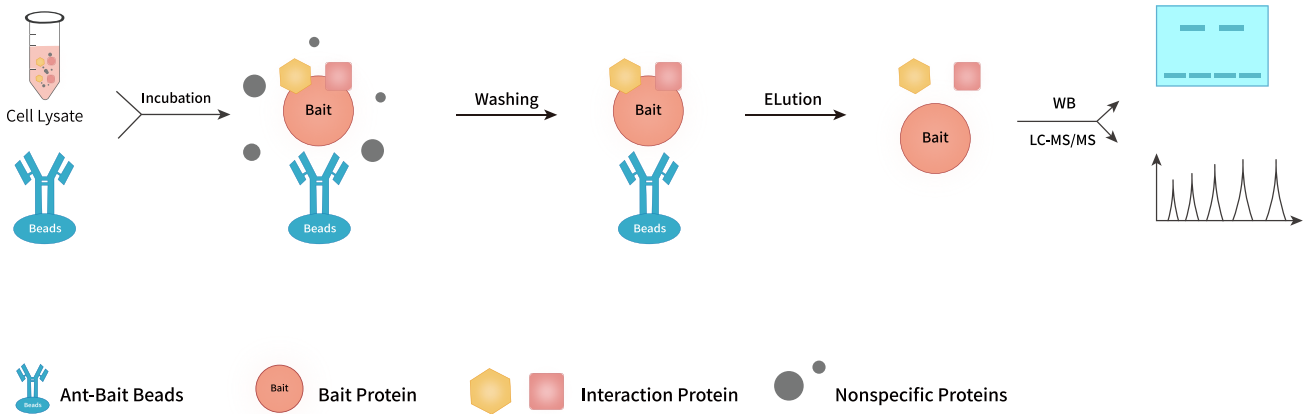 Cell Lysate
Beads
Incubation
Bait
Beads
Washing
Bait
Beads
ELution
Bait
WB
LC-MS/MS
Beads
Ant-Bait Beads
Bait
Bait Protein
Interaction Protein
Nonspecific Proteins